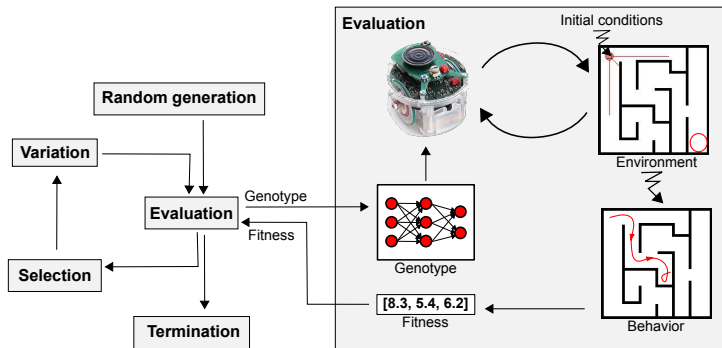 Evaluation
Initial conditions
Random generation
Variation
Environment
Genotype
Evaluation
Fitness
Genotype
Selection
[8.3, 5.4, 6.2]
Fitness
Termination
Behavior